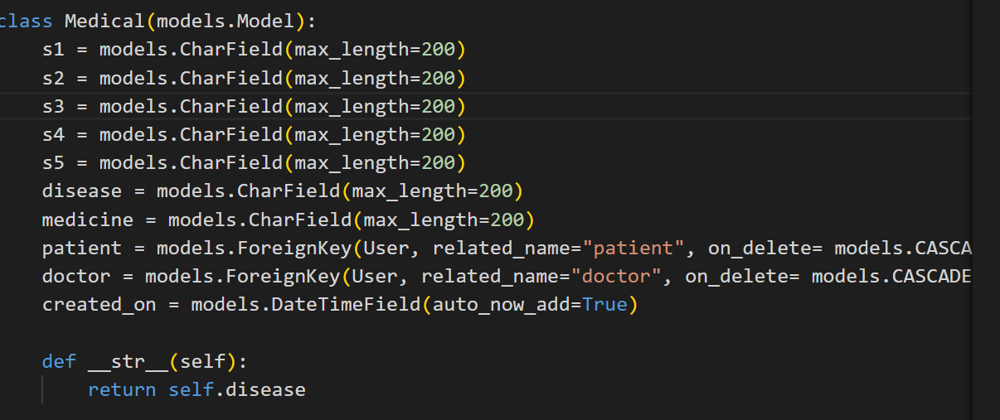 class Medical(models.Model):
    s1 = models.CharField(max_length=200)
    s2 = models.CharField(max_length=200)
    s3 = models.CharField(max_length=200)
    s4 = models.CharField(max_length=200)
    s5 = models.CharField(max_length=200)
    disease = models.CharField(max_length=200)
    medicine = models.CharField(max_length=200)
    patient = models.ForeignKey(User, related_name="patient", on_delete= models.CASCA
    doctor = models.ForeignKey(User, related_name="doctor", on_delete= models.CASCADE
    created_on = models.DateTimeField(auto_now_add=True)
    def __str__(self):
        return self.disease